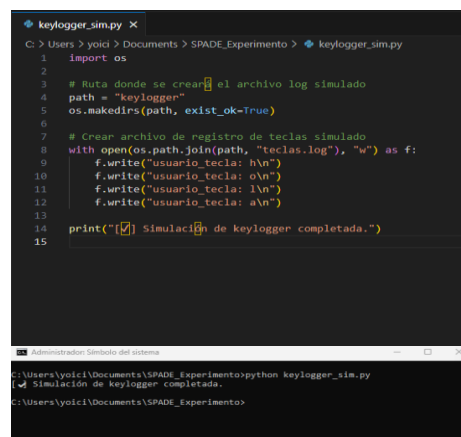 keylogger_sim.py ×
C: > Users > yoici > Documents > SPADE_Experimento > keylogger_sim.py
1 import os
2
3 # Ruta donde se creará el archivo log simulado
4 path = "keylogger"
5 os.makedirs(path, exist_ok=True)
6
7 # Crear archivo de registro de teclas simulado
8 with open(os.path.join(path, "teclas.log"), "w") as f:
9 f.write("usuario_tecla: h\n")
10 f.write("usuario_tecla: o\n")
11 f.write("usuario_tecla: l\n")
12 f.write("usuario_tecla: a\n")
13
14 print("[✓] Simulación de keylogger completada.")
15
Administrador: Símbolo del sistema
C:\Users\yoici\Documents\SPADE_Experimento>python keylogger_sim.py
[✓] Simulación de keylogger completada.
C:\Users\yoici\Documents\SPADE_Experimento>